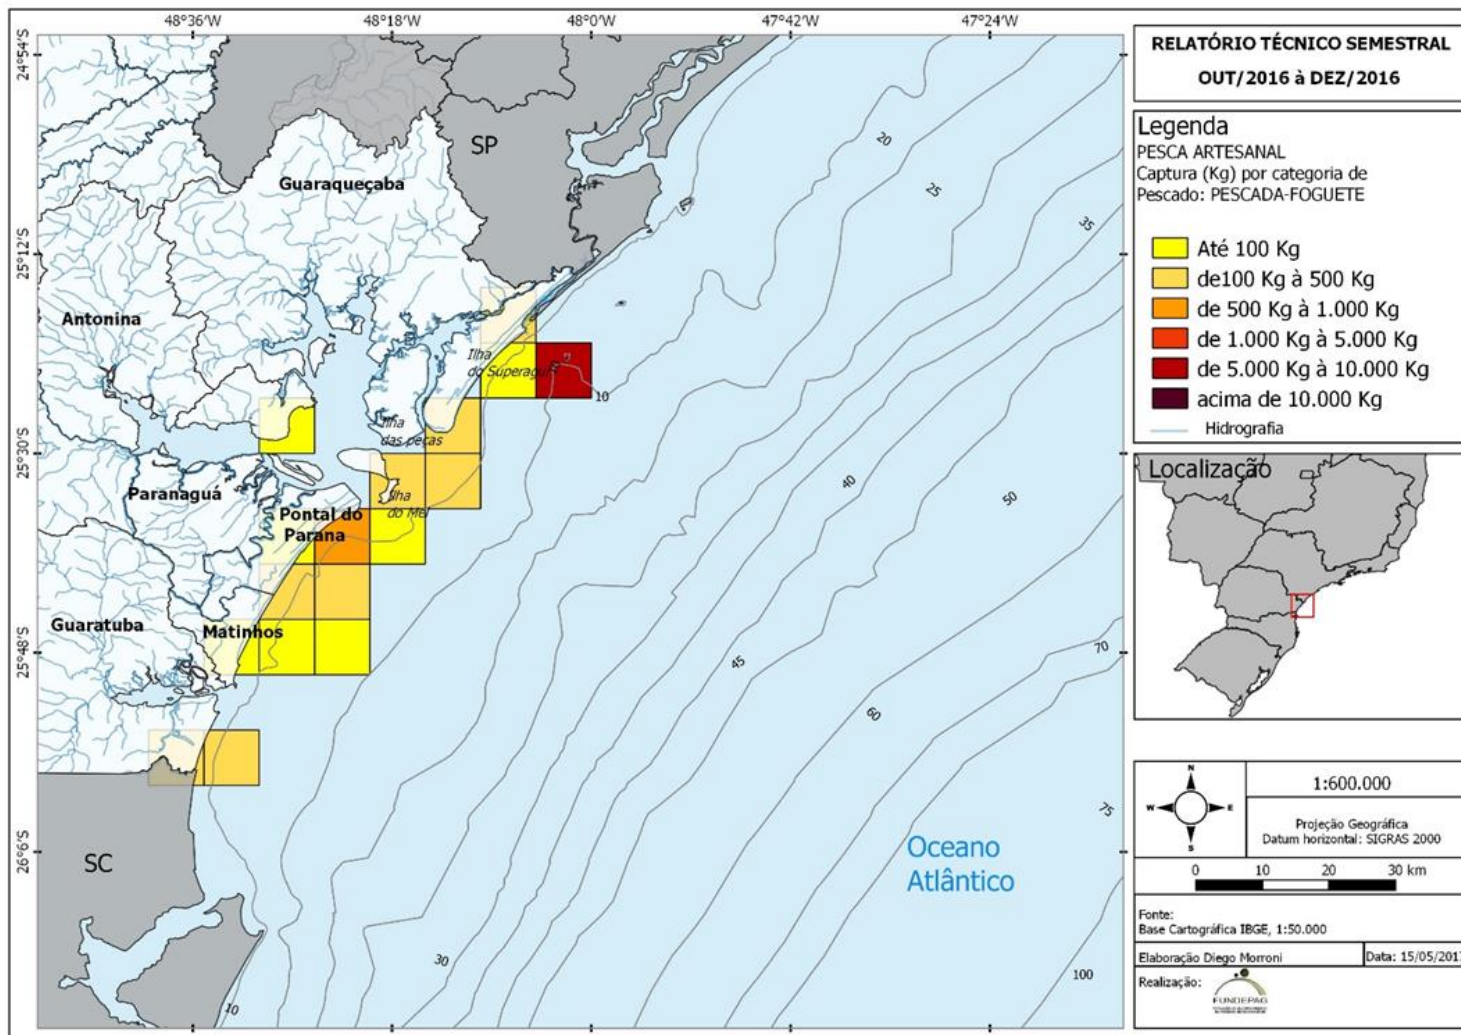 48°36'W 48°18'W 48°0'W 47°42'W 47°24'W
24°54'S
25°12'S
25°30'S
25°48'S
26°6'S
SP
Guaraqueçaba
Antonina
Ilha
do Superagui
Ilha
das peças
Paranaguá
Ilha
do Mel
Pontal do
Parana
Guaratuba
Matinhos
SC
Oceano
Atlântico
20
25
35
10
40
50
45
70
60
75
30
100
10
RELATÓRIO TÉCNICO SEMESTRAL
OUT/2016 à DEZ/2016
Legenda
PESCA ARTESANAL
Captura (Kg) por categoria de
Pescado: PESCADA-FOGUETE
Até 100 Kg
de100 Kg à 500 Kg
de 500 Kg à 1.000 Kg
de 1.000 Kg à 5.000 Kg
de 5.000 Kg à 10.000 Kg
acima de 10.000 Kg
Hidrografia
Localização
N
W E
S
1:600.000
Projeção Geográfica
Datum horizontal: SIGRAS 2000
0 10 20 30 km
Fonte:
Base Cartográfica IBGE, 1:50.000
Elaboração Diego Morroni
Data: 15/05/2017
Realização:
FUNDEPAG